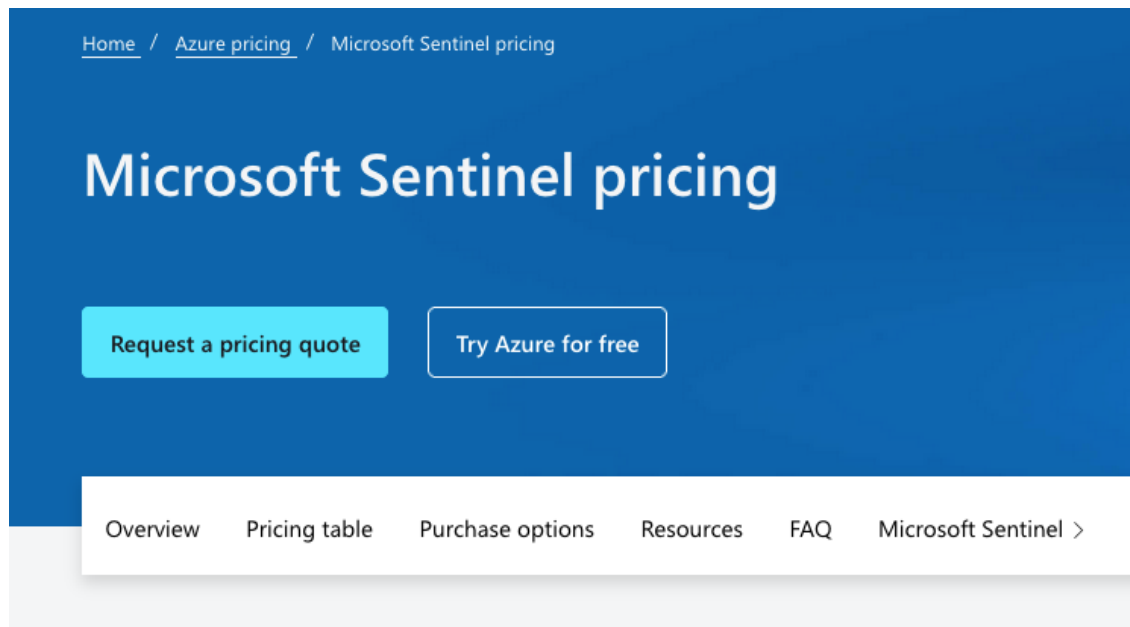 Home / Azure pricing / Microsoft Sentinel pricing
Microsoft Sentinel pricing
Request a pricing quote Try Azure for free
Overview Pricing table Purchase options Resources FAQ Microsoft Sentinel >